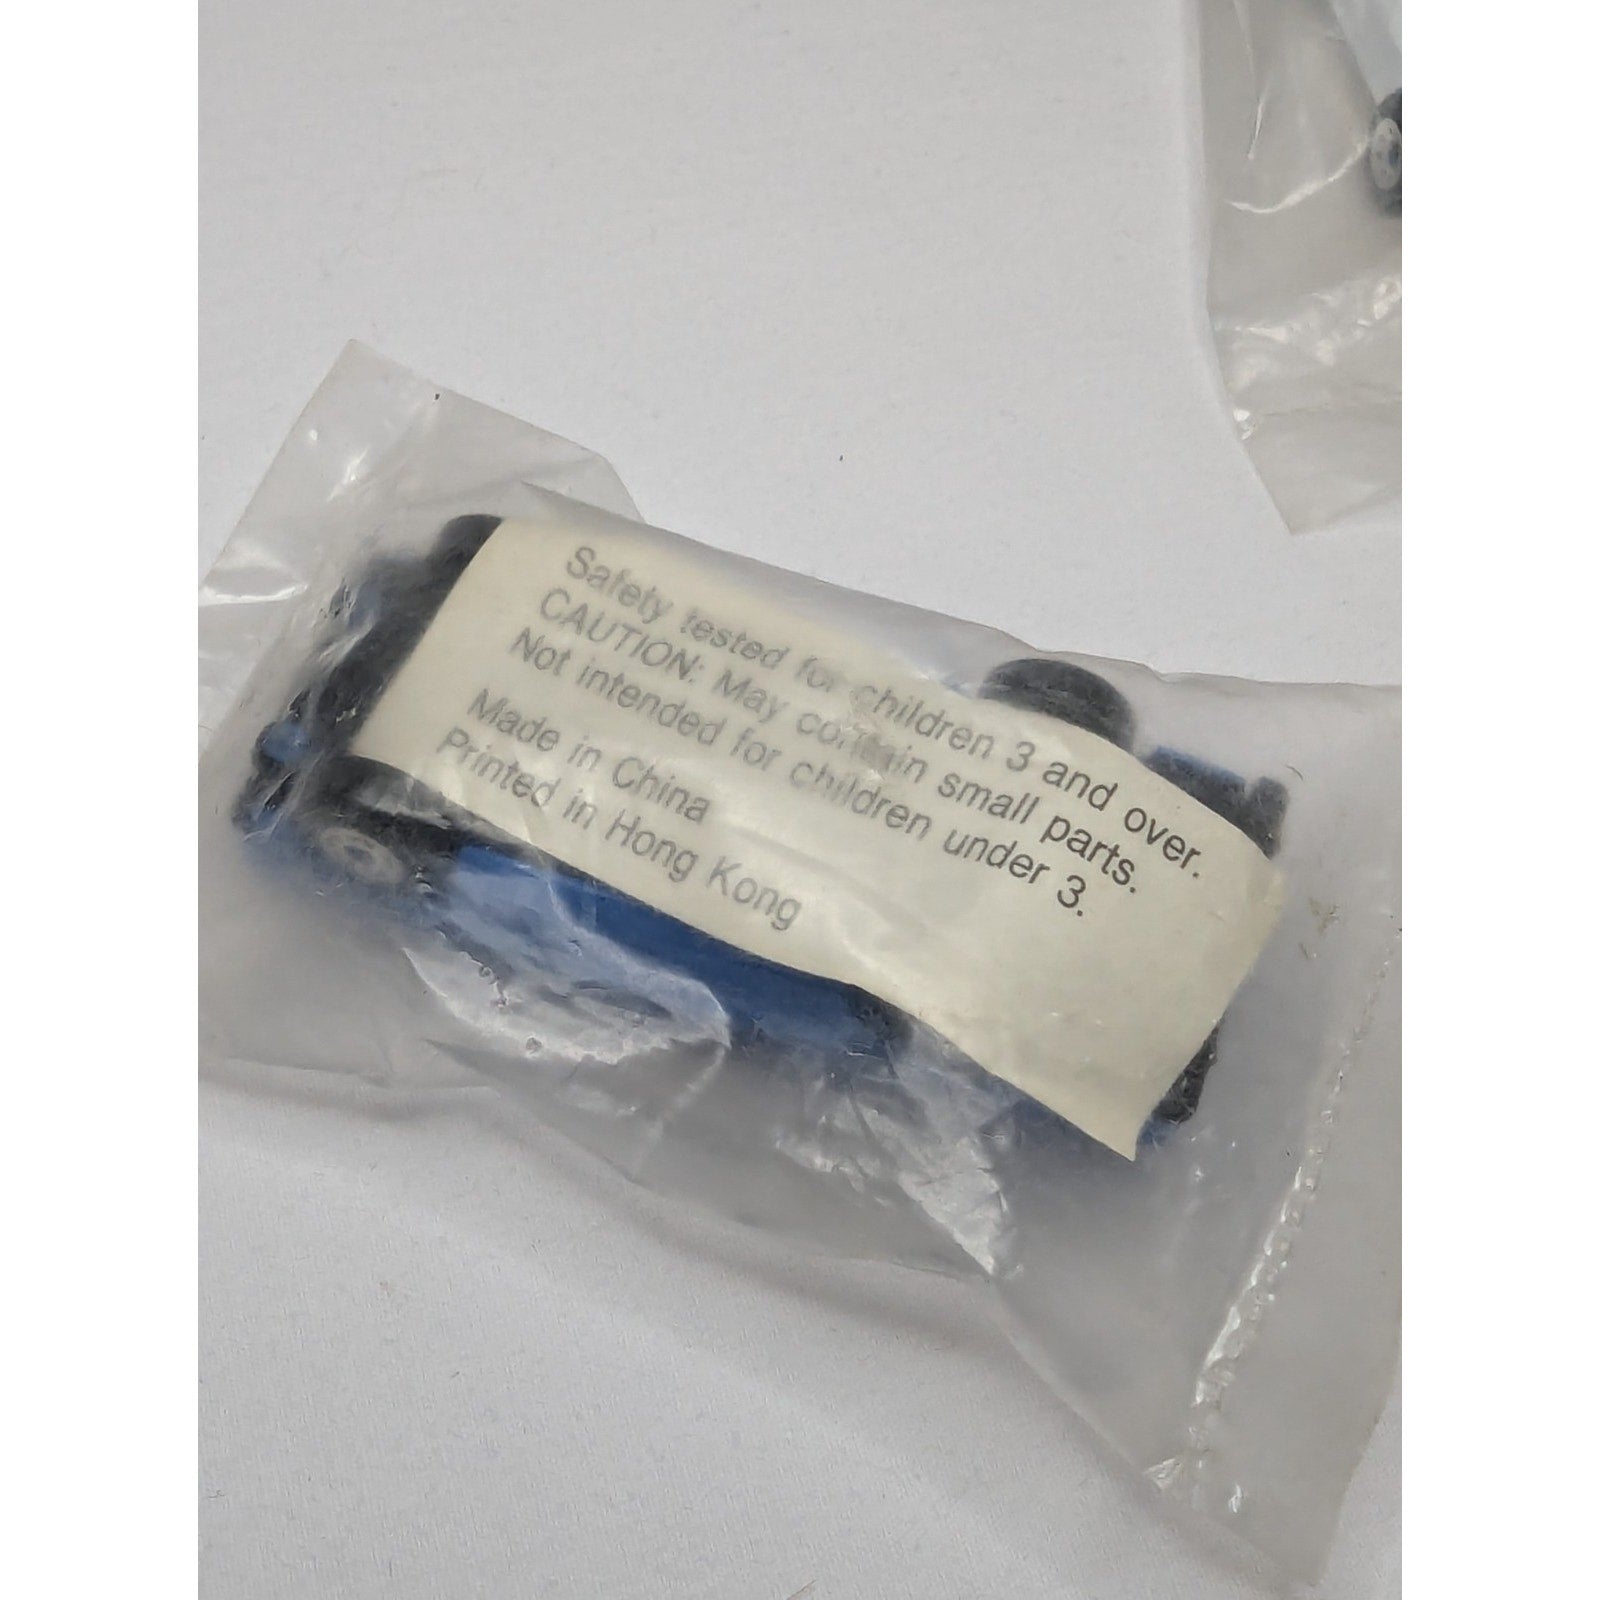 Safety tested for children 3 and over.
CAUTION: May contain small parts.
Not intended for children under 3.
Made in China
Printed in Hong Kong